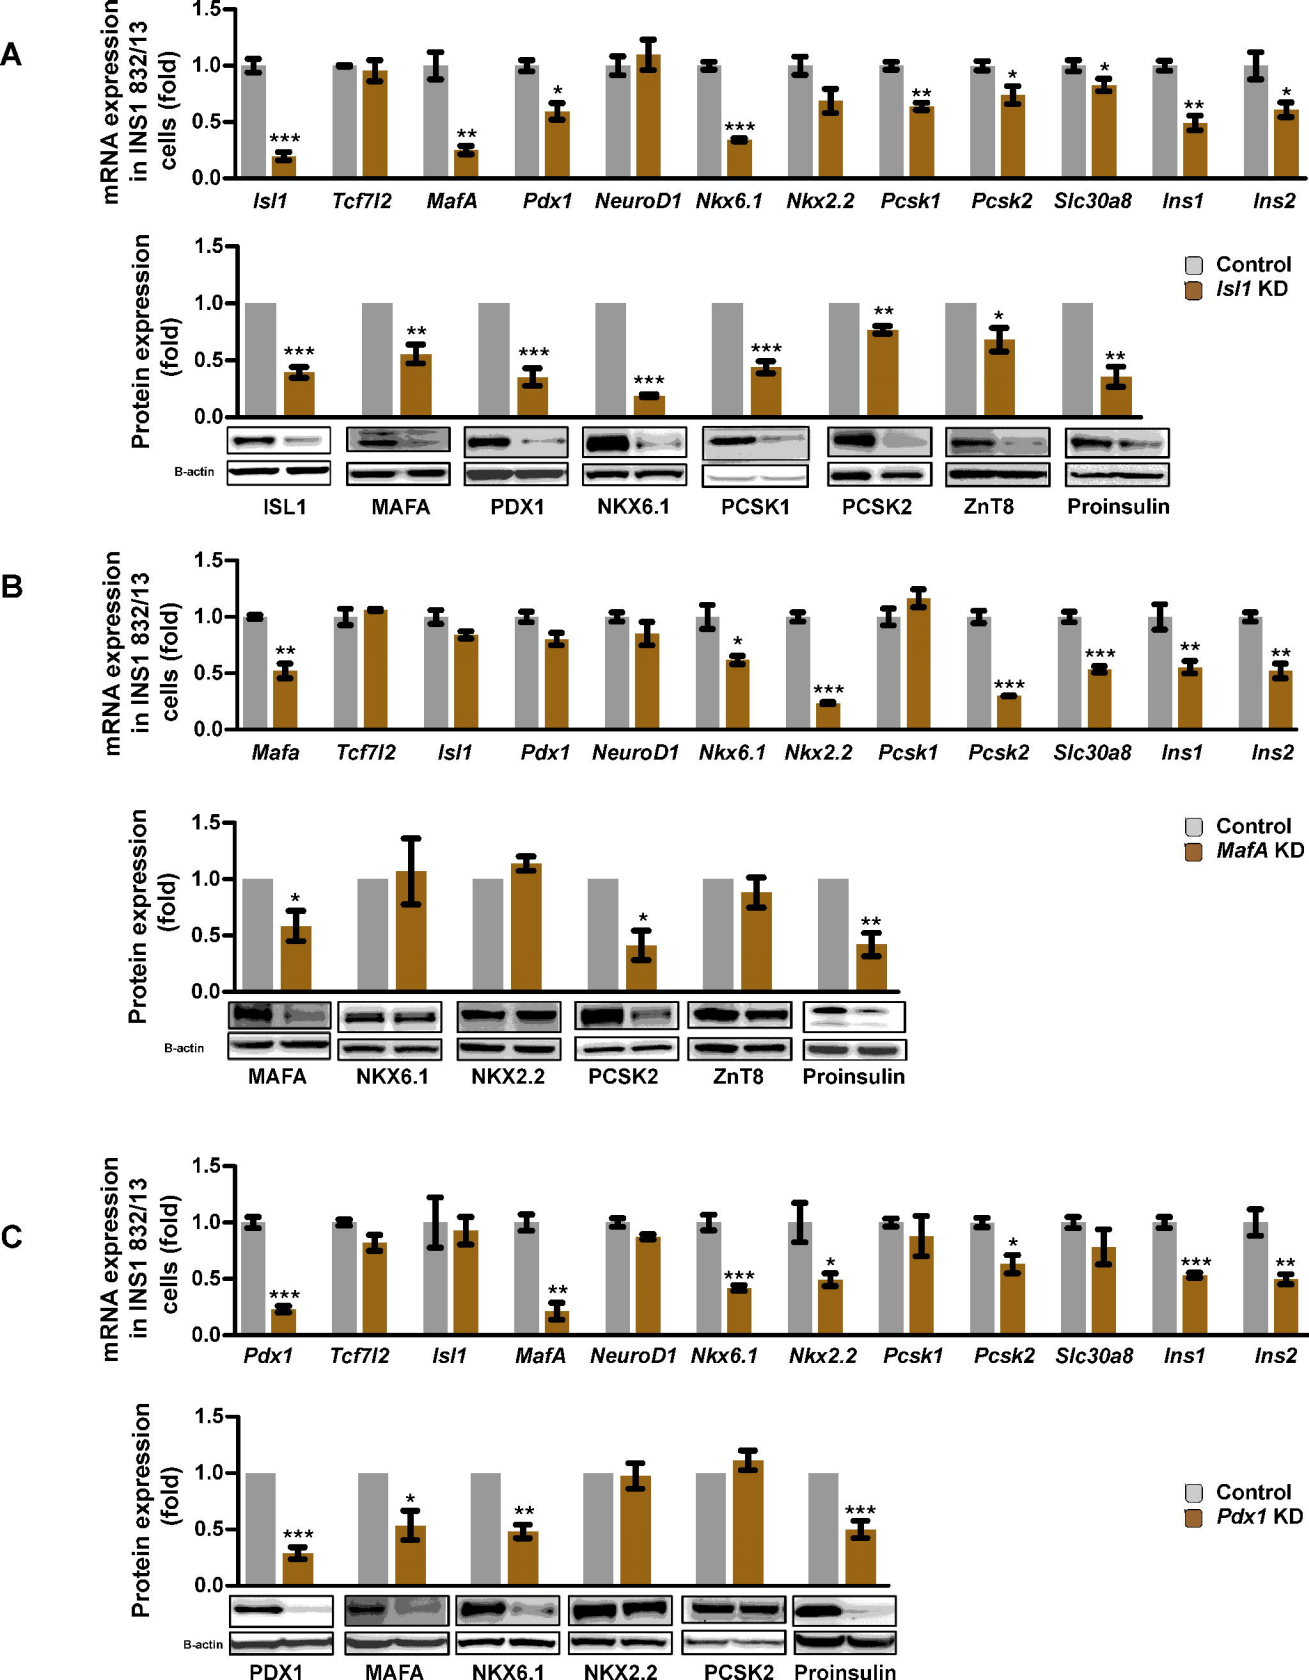 A
mRNA expression
in INS1 832/13
cells (fold)
1.5
1.0
0.5
0.0
*** ** * *** ** * * ** *
Isl1 Tcf7l2 MafA Pdx1 NeuroD1 Nkx6.1 Nkx2.2 Pcsk1 Pcsk2 Slc30a8 Ins1 Ins2
Protein expression
(fold)
1.5
1.0
0.5
0.0
*** ** *** *** *** ** * **
Control
Isl1 KD
B-actin
ISL1 MAFA PDX1 NKX6.1 PCSK1 PCSK2 ZnT8 Proinsulin
B
mRNA expression
in INS1 832/13
cells (fold)
1.5
1.0
0.5
0.0
** * *** *** *** ** **
Mafa Tcf7l2 Isl1 Pdx1 NeuroD1 Nkx6.1 Nkx2.2 Pcsk1 Pcsk2 Slc30a8 Ins1 Ins2
Protein expression
(fold)
1.5
1.0
0.5
0.0
* * **
Control
MafA KD
B-actin
MAFA NKX6.1 NKX2.2 PCSK2 ZnT8 Proinsulin
C
mRNA expression
in INS1 832/13
cells (fold)
1.5
1.0
0.5
0.0
*** ** *** * * *** **
Pdx1 Tcf7l2 Isl1 MafA NeuroD1 Nkx6.1 Nkx2.2 Pcsk1 Pcsk2 Slc30a8 Ins1 Ins2
Protein expression
(fold)
1.5
1.0
0.5
0.0
*** * ** ***
Control
Pdx1 KD
B-actin
PDX1 MAFA NKX6.1 NKX2.2 PCSK2 Proinsulin